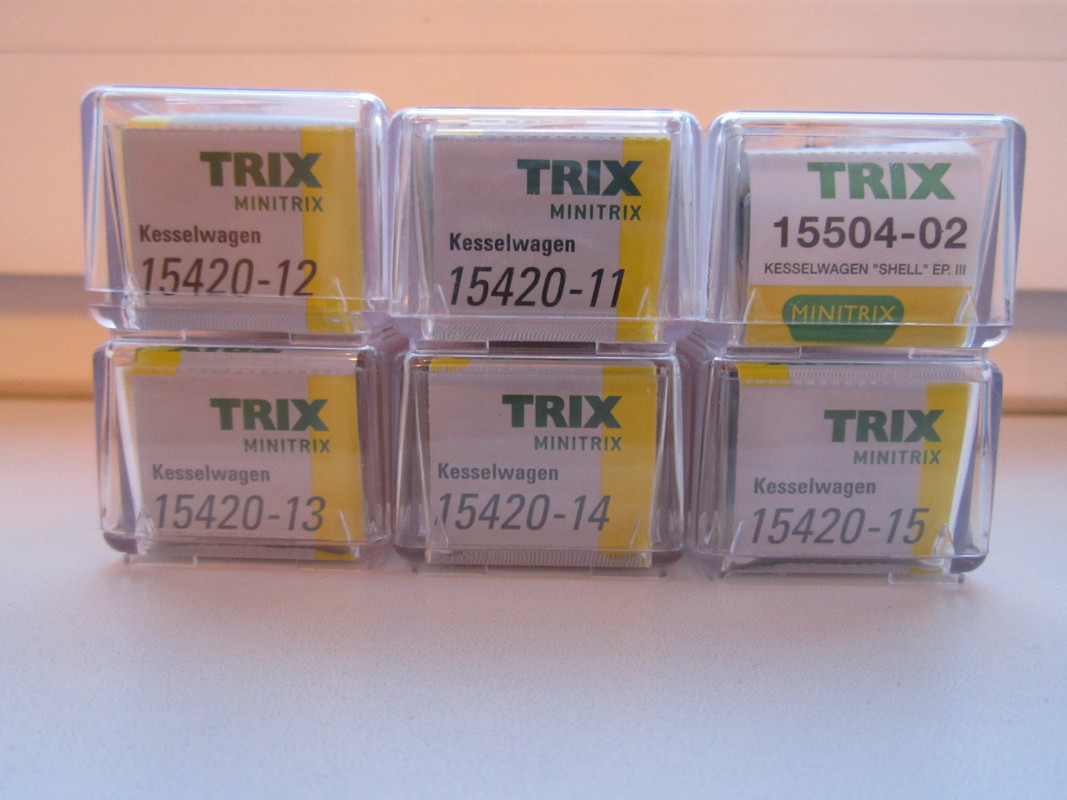 TRIX
MINITRIX
Kesselwagen
15420-12
TRIX
MINITRIX
Kesselwagen
15420-11
TRIX
15504-02
KESSELWAGEN "SHELL" EP. III
MINITRIX
TRIX
MINITRIX
Kesselwagen
15420-13
TRIX
MINITRIX
Kesselwagen
15420-14
TRIX
MINITRIX
Kesselwagen
15420-15